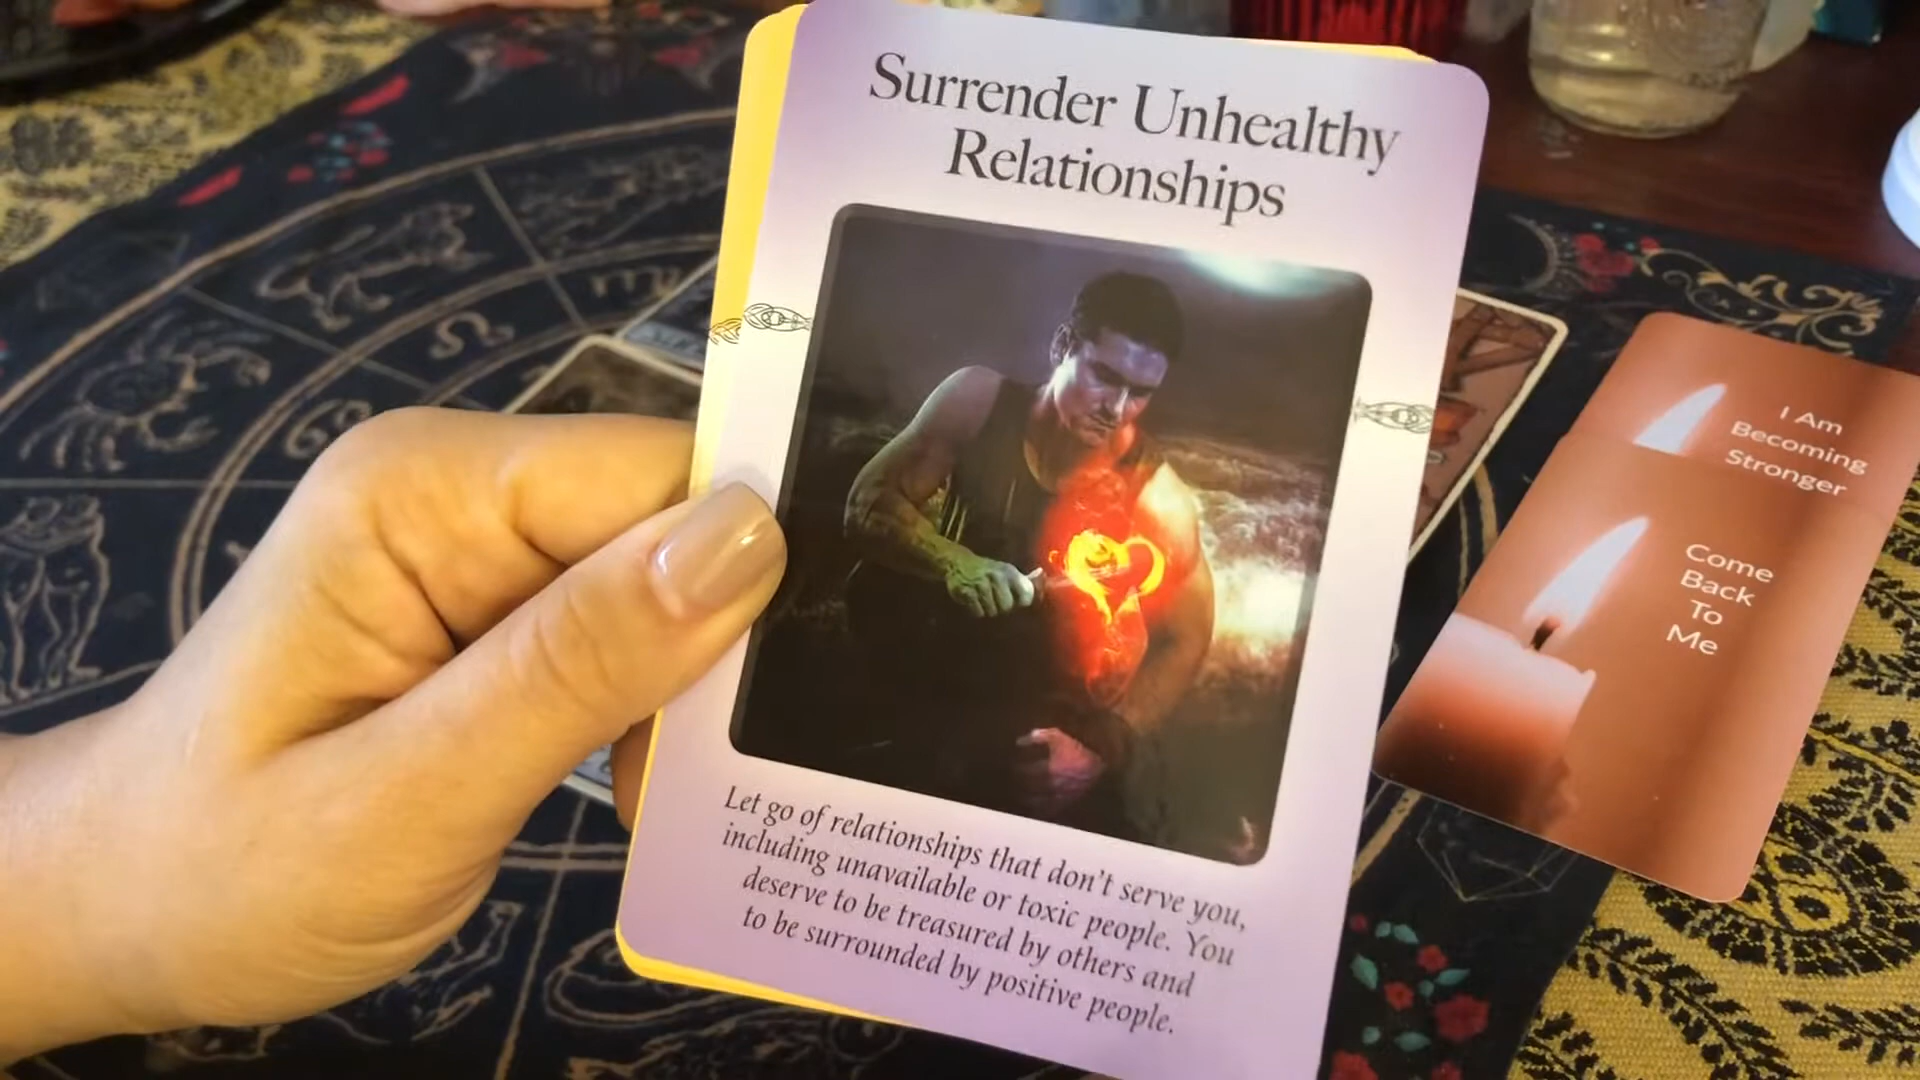 Surrender Unhealthy
Relationships
Let go of relationships that don't serve you,
including unavailable or toxic people. You
deserve to be treasured by others and
to be surrounded by positive people.
I Am
Becoming
Stronger
Come
Back
To
Me